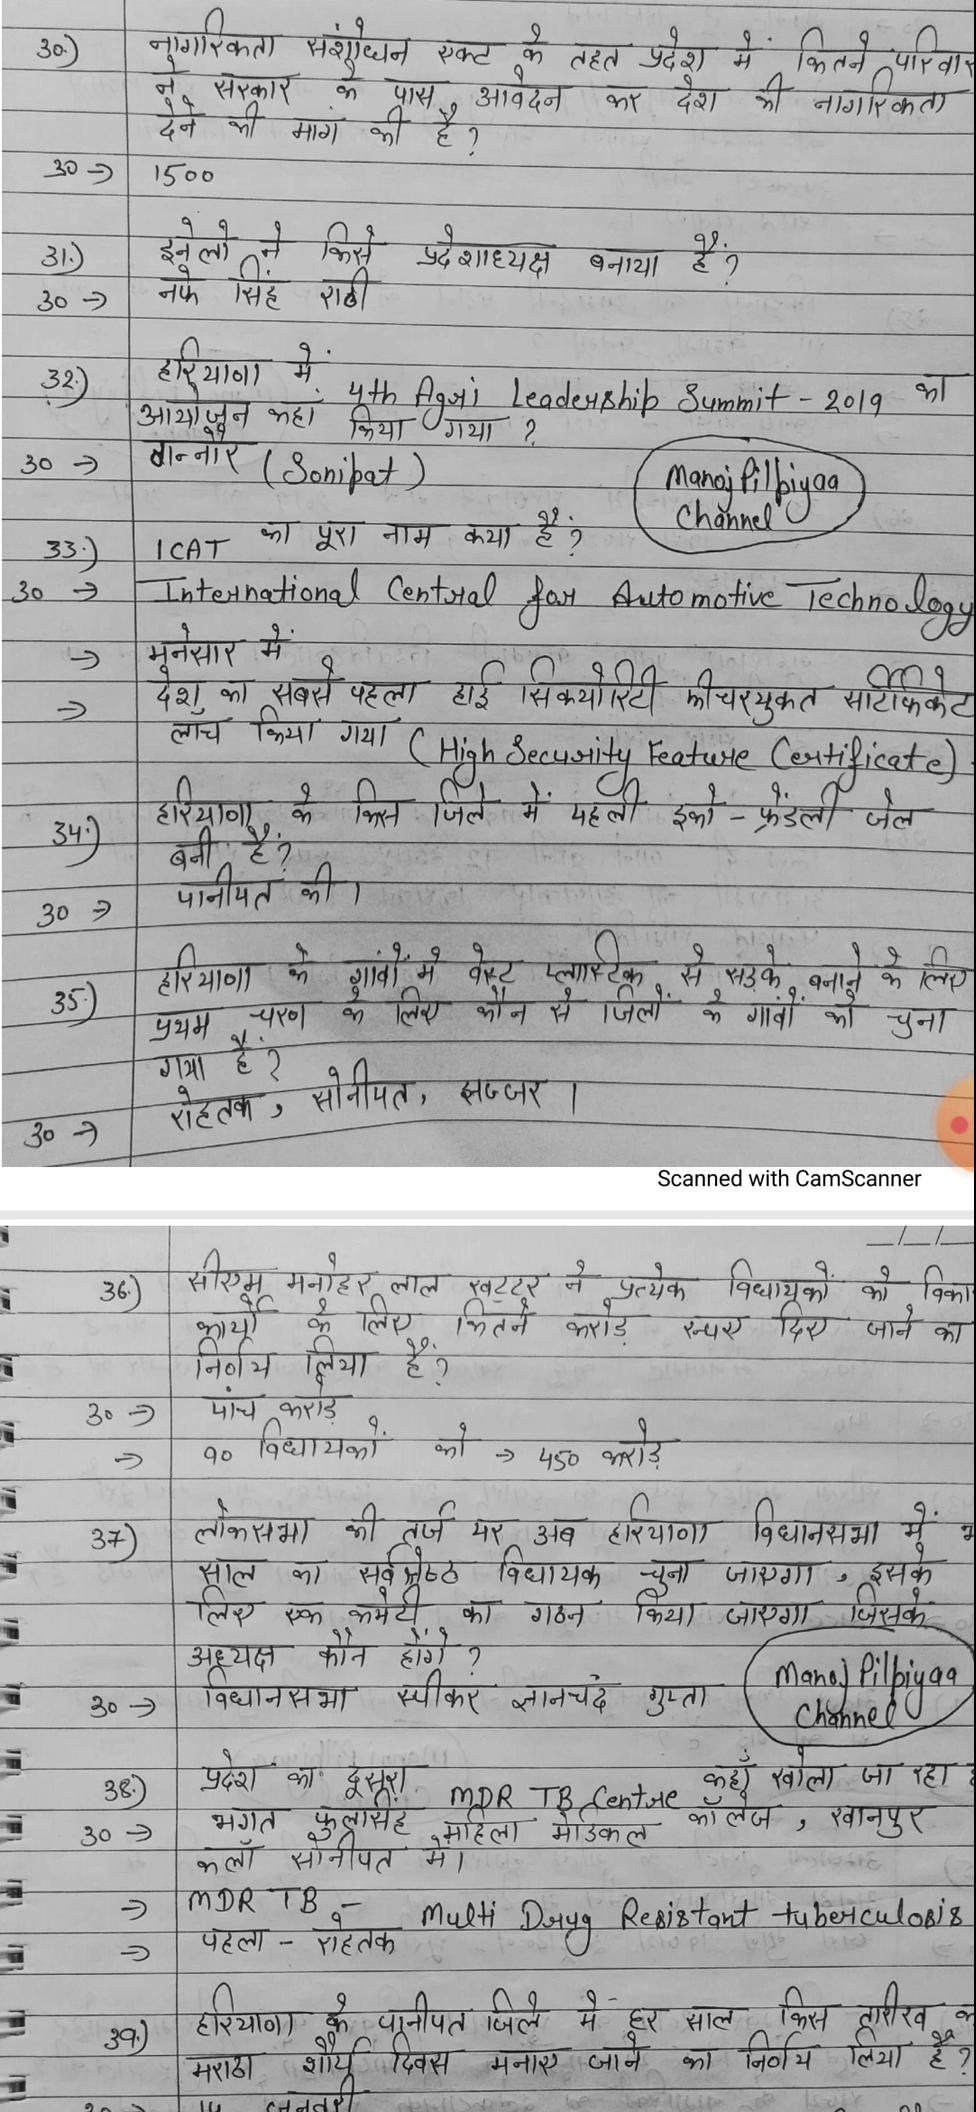 30.) नागरिकता संशोधन एक्ट के तहत प्रदेश में कितने परिवार
ने सरकार के पास आवेदन कर देश की नागरिकता
देने की मांग की है?
30 → 1500
31.) इनेलो ने किसे प्रदेशाध्यक्ष बनाया है?
30 → नफे सिंह राठी
32.) हरियाणा में 4th Agri Leadership Summit - 2019 का
आयोजन कहां किया गया ?
30 → गन्नौर (Sonipat)
Manoj Pilpiyaa
Channel
33.) ICAT का पूरा नाम क्या है?
30 → International Central for Automotive Technology
→ मनेसार में
→ देश का सबसे पहला हाई सिक्योरिटी फीचरयुक्त सर्टिफिकेट
लांच किया गया (High Security Feature Certificate)
34.) हरियाणा के किस जिले में पहली इको - फ्रेंडली जेल
बनी है?
30 → पानीपत की।
35.) हरियाणा के गांवों में वेस्ट प्लास्टिक से सड़के बनाने के लिए
प्रथम चरण के लिए कौन से जिलों के गांवों को चुना
गया है?
30 → रोहतक, सोनीपत, झज्जर।
Scanned with CamScanner
36.) सीएम मनोहर लाल खट्टर ने प्रत्येक विधायकों को विका
कार्यों के लिए कितने करोड़ रूपए दिए जाने का
निर्णय लिया है?
30 → पांच करोड़
→ 90 विधायकों को → 450 करोड़
37.) लोकसभा की तर्ज पर अब हरियाणा विधानसभा में
साल का सर्वश्रेष्ठ विधायक चुना जाएगा, इसके
लिए एक कमेटी का गठन किया जाएगा जिसके
अध्यक्ष कौन होंगे ?
30 → विधानसभा स्पीकर ज्ञानचंद गुप्ता
Manoj Pilpiyaa
Channel
38.) प्रदेश का दूसरा MDR TB Centre कहाँ खोला जा रहा
30 → भगत फुलसिंह महिला मेडिकल कॉलेज, खानपुर
कलाँ सोनीपत में।
→ MDR TB - Multi Drug Resistant tuberculosis
→ पहला - रोहतक
39.) हरियाणा के पानीपत जिले में हर साल किस तारीख
मराठा शौर्य दिवस मनाए जाने का निर्णय लिया है?
14 जनवरी